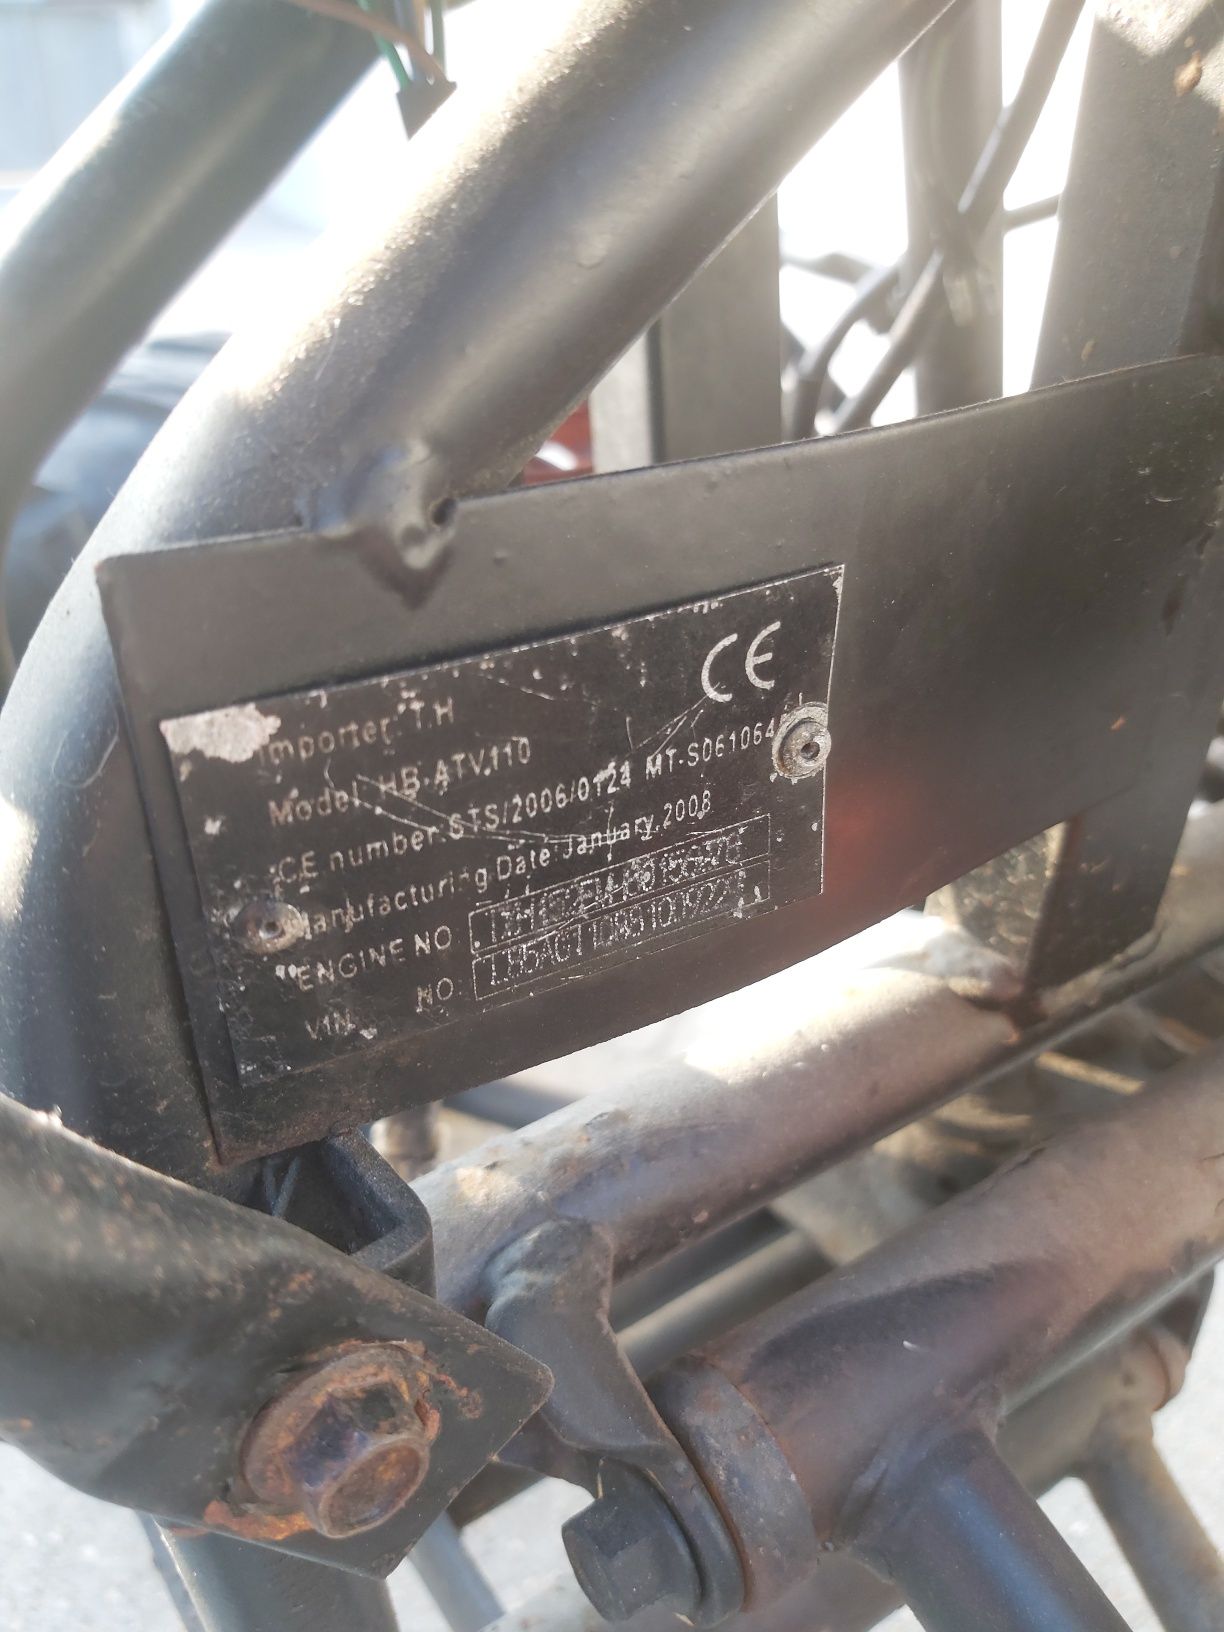 CE
Importer: T.H
Model: HB-ATV110
CE number: STS/2006/0124 MT-S061064
Manufacturing Date: January, 2008
ENGINE NO
VIN NO.